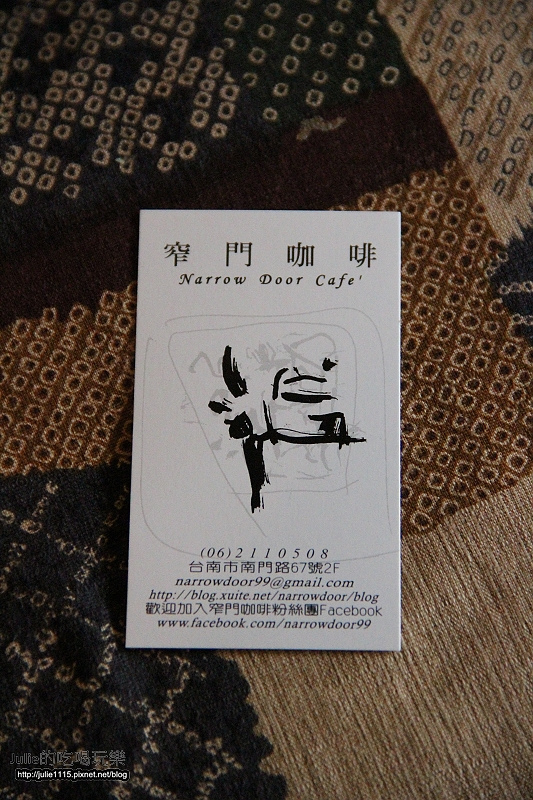 窄門咖啡
Narrow Door Cafe'
(06)2110508
台南市南門路67號2F
narrowdoor99@gmail.com
http://blog.xuite.net/narrowdoor/blog
歡迎加入窄門咖啡粉絲團Facebook
www.facebook.com/narrowdoor99
Julie的吃喝玩樂
http://julie1115.pixnet.net/blog